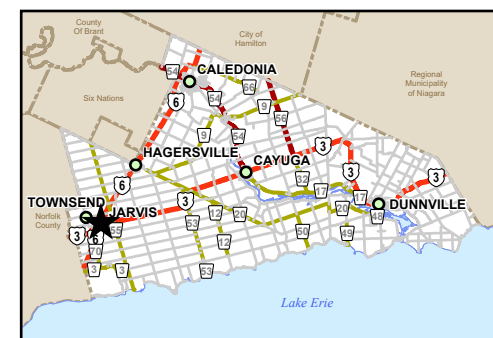 County
Of Brant
City of
Hamilton
54
CALEDONIA
66
6
54
Six Nations
9
56
Regional
Municipality
of Niagara
9
54
3
HAGERSVILLE
CAYUGA
3
3
6
32
17
17
TOWNSEND
3
DUNNVILLE
JARVIS
Norfolk
County
53
20
20
48
55
3
6
12
50
49
70
3
3
53
Lake Erie